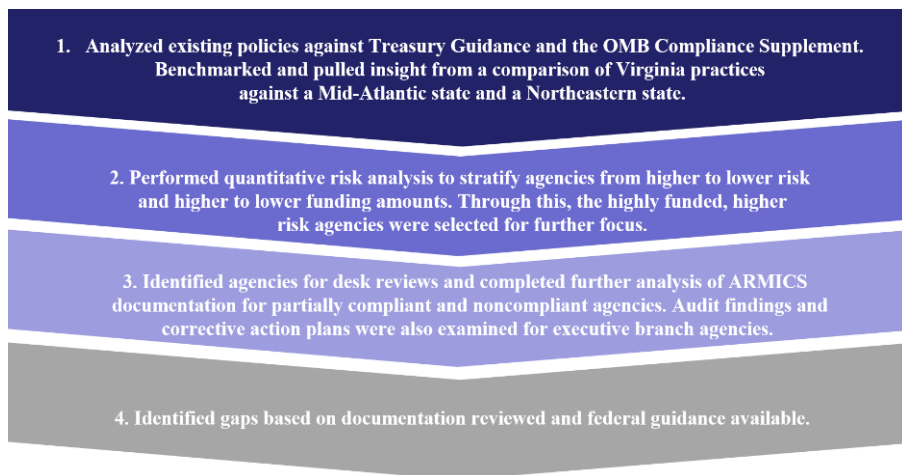 1. Analyzed existing policies against Treasury Guidance and the OMB Compliance Supplement.
Benchmarked and pulled insight from a comparison of Virginia practices
against a Mid-Atlantic state and a Northeastern state.
2. Performed quantitative risk analysis to stratify agencies from higher to lower risk
and higher to lower funding amounts. Through this, the highly funded, higher
risk agencies were selected for further focus.
3. Identified agencies for desk reviews and completed further analysis of ARMICS
documentation for partially compliant and noncompliant agencies. Audit findings and
corrective action plans were also examined for executive branch agencies.
4. Identified gaps based on documentation reviewed and federal guidance available.